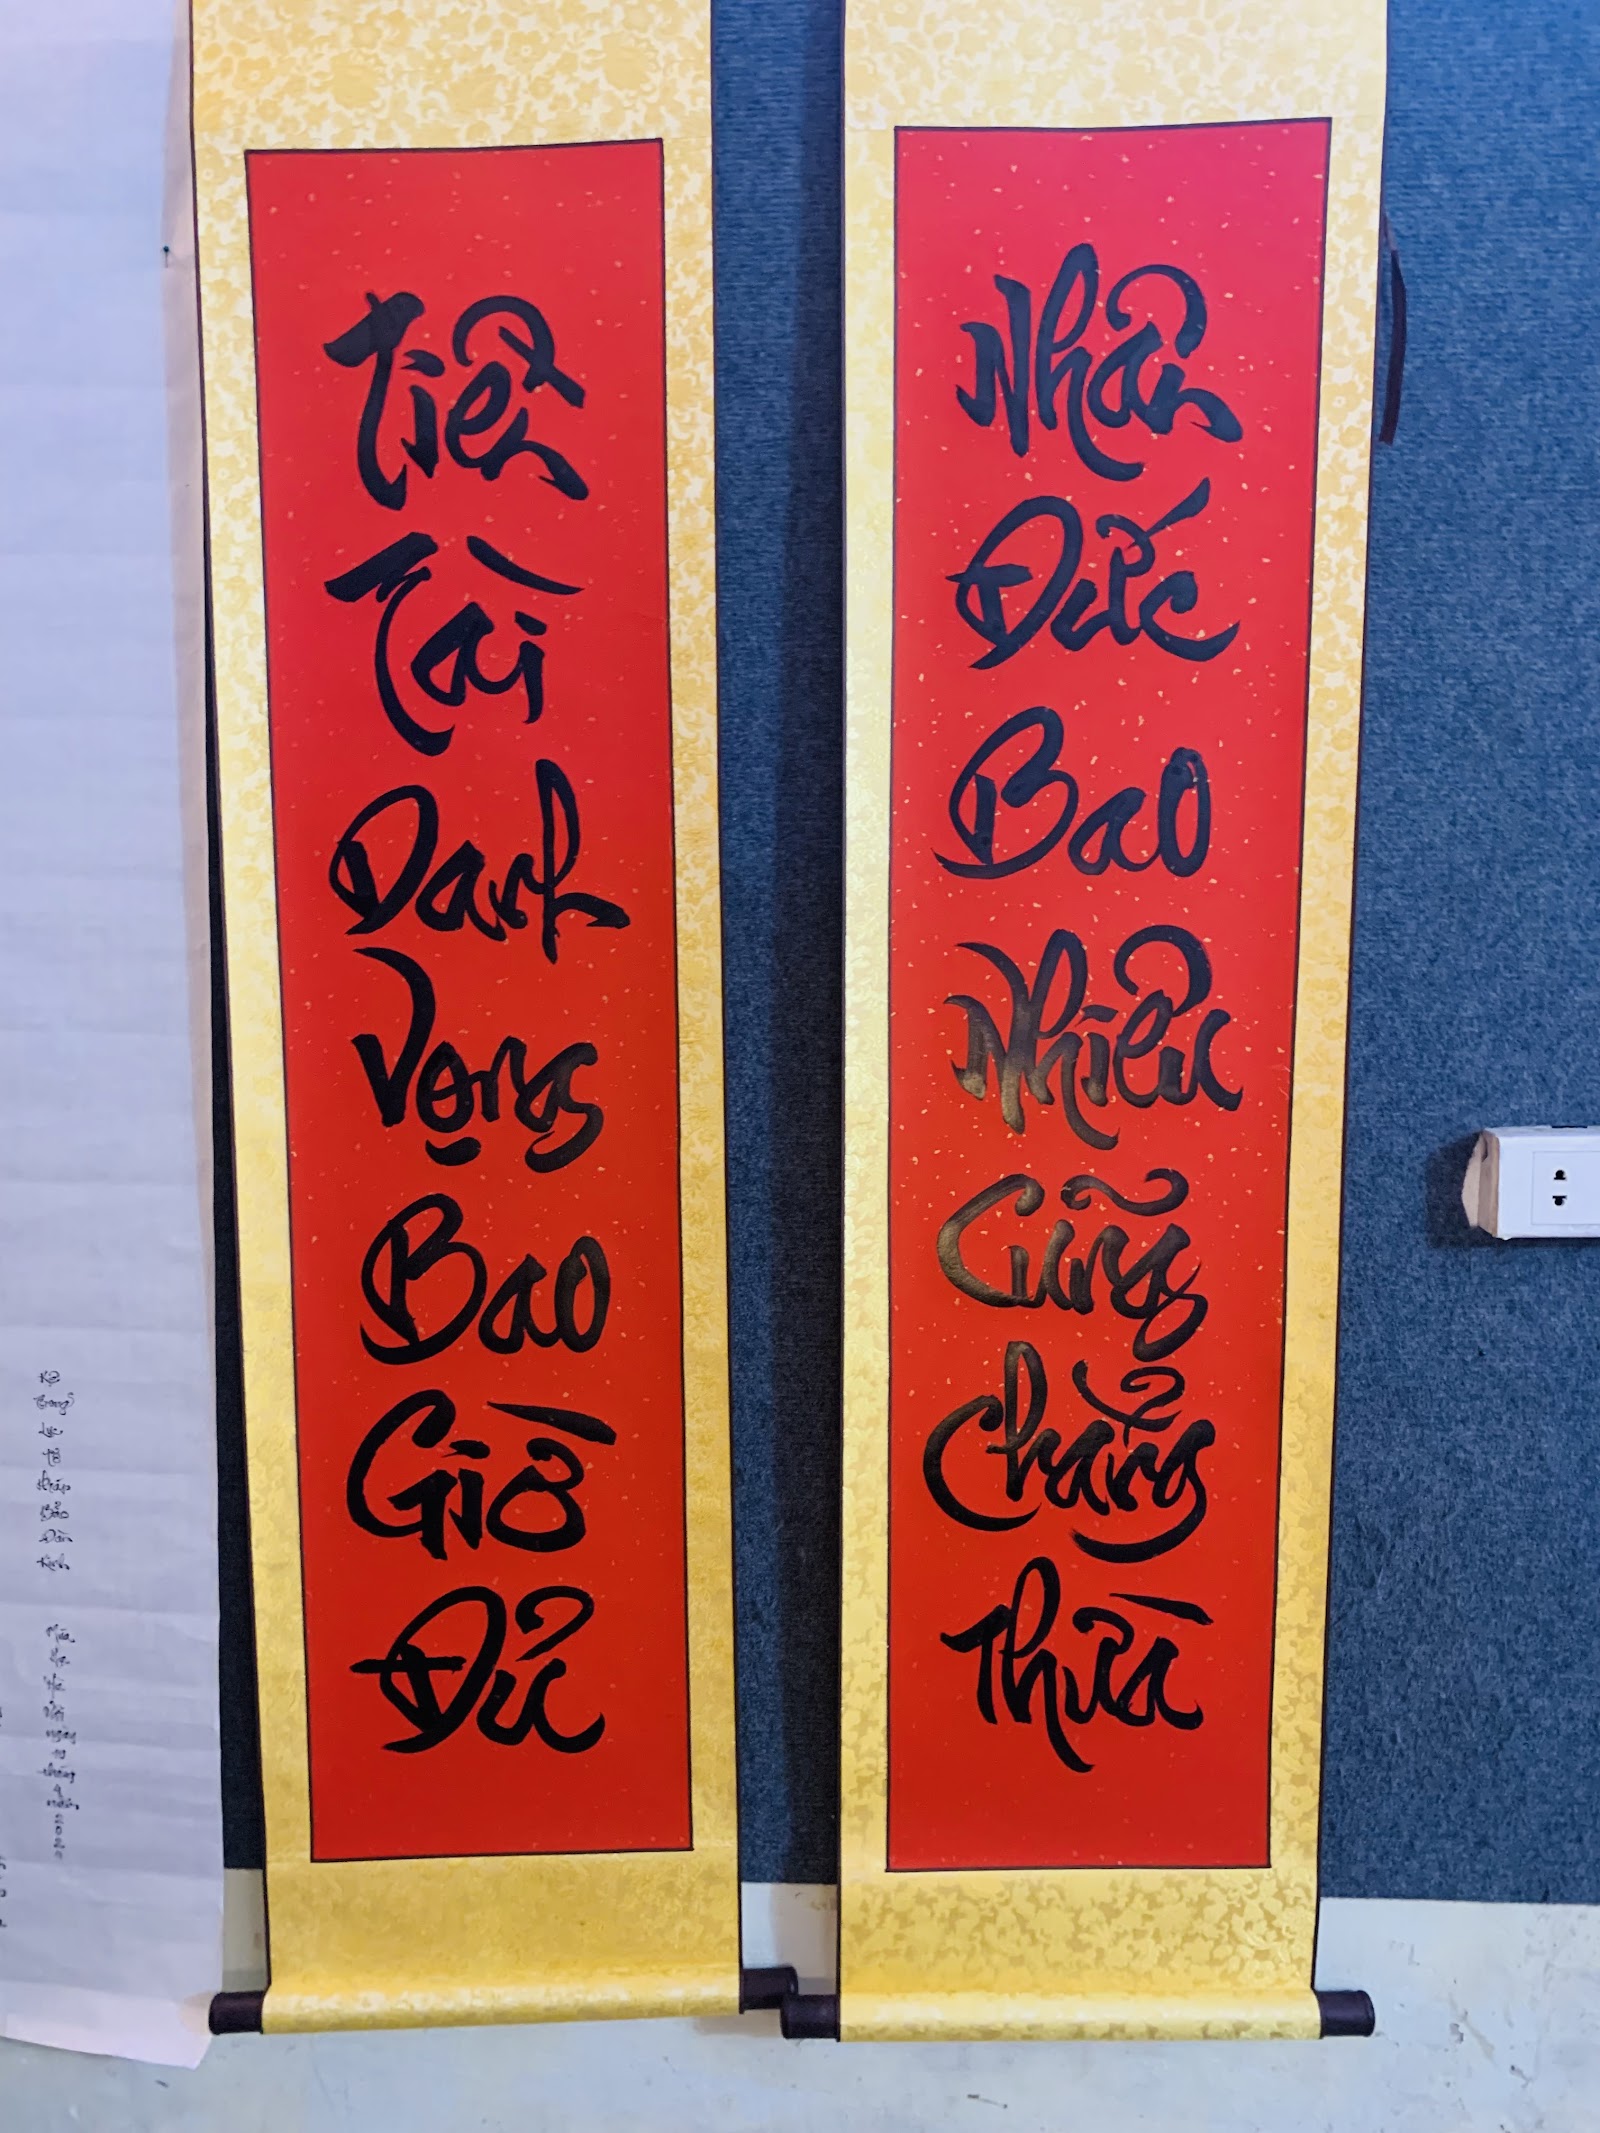 Tiền
Tài
Danh
Vọng
Bao
Giờ
Đủ
Nhân
Đức
Bao
Nhiêu
Cũng
Chẳng
Thừa